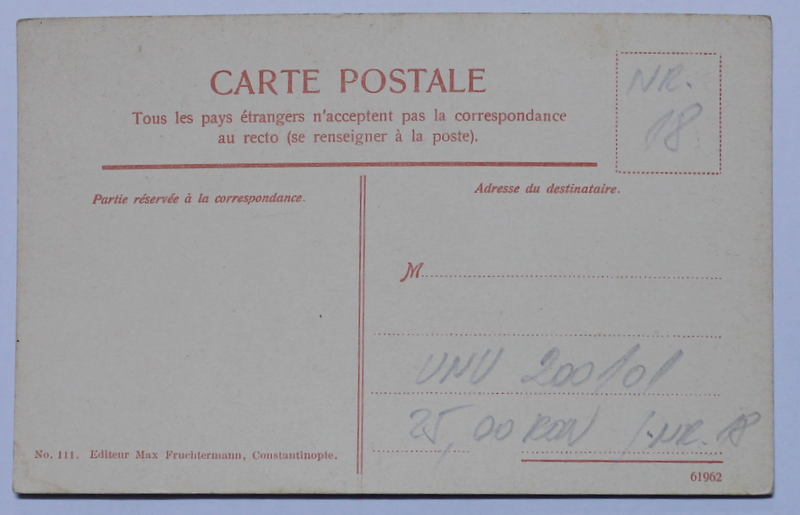 CARTE POSTALE
Tous les pays étrangers n'acceptent pas la correspondance
au recto (se renseigner à la poste).
NR.
18
Partie réservée à la correspondance.
Adresse du destinataire.
M
200101
25,00 RON /-NR. 18
No. 111. Editeur Max Fruchtermann, Constantinople.
61962